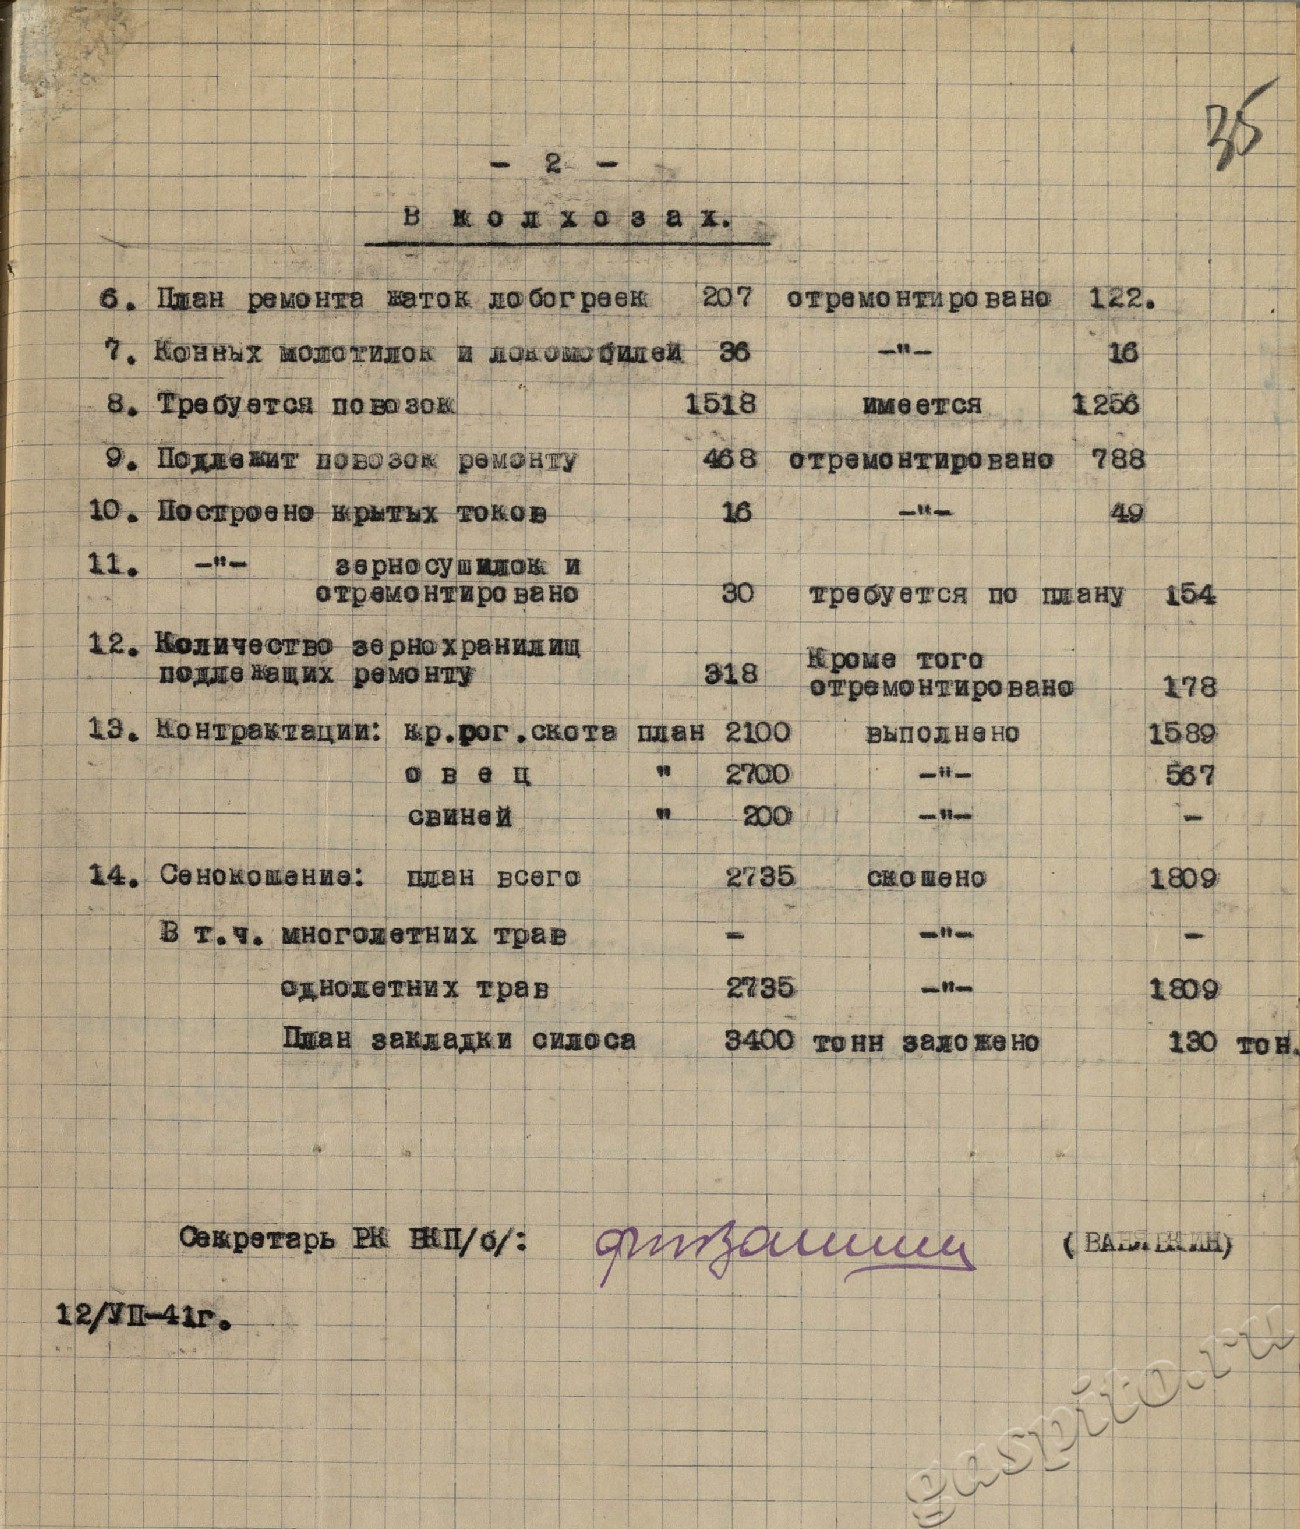 35
- 2 -
В колхозах.
6. План ремонта жаток лобогреек 207 отремонтировано 122.
7. Конных молотилок и локомобилей 36 -"- 16
8. Требуется повозок 1518 имеется 1256
9. Подлежит повозок ремонту 468 отремонтировано 788
10. Построено крытых токов 16 -"- 49
11. -"- зерносушилок и
отремонтировано 30 требуется по плану 154
12. Количество зернохранилищ
подлежащих ремонту 318 Кроме того
отремонтировано 178
13. Контрактации: кр.рог.скота план 2100 выполнено 1589
овец " 2700 -"- 567
свиней " 200 -"- -
14. Сенокошение: план всего 2735 скошено 1809
В т.ч. многолетних трав - -"- -
однолетних трав 2735 -"- 1809
План закладки силоса 3400 тонн заложено 130 тон.
Секретарь РК ВКП/б/:
12/УП-41г.
gaspito.ru